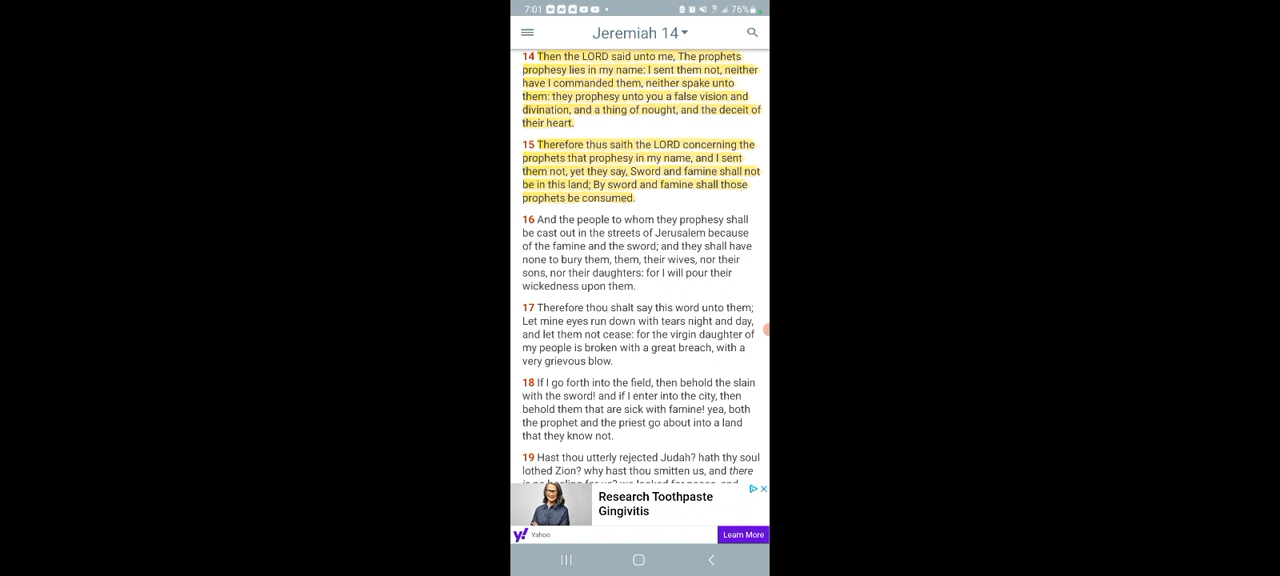 7:01
76%
Jeremiah 14
14 Then the LORD said unto me, The prophets
prophesy lies in my name: I sent them not, neither
have I commanded them, neither spake unto
them: they prophesy unto you a false vision and
divination, and a thing of nought, and the deceit of
their heart.
15 Therefore thus saith the LORD concerning the
prophets that prophesy in my name, and I sent
them not, yet they say, Sword and famine shall not
be in this land; By sword and famine shall those
prophets be consumed.
16 And the people to whom they prophesy shall
be cast out in the streets of Jerusalem because
of the famine and the sword; and they shall have
none to bury them, them, their wives, nor their
sons, nor their daughters: for I will pour their
wickedness upon them.
17 Therefore thou shalt say this word unto them;
Let mine eyes run down with tears night and day,
and let them not cease: for the virgin daughter of
my people is broken with a great breach, with a
very grievous blow.
18 If I go forth into the field, then behold the slain
with the sword! and if I enter into the city, then
behold them that are sick with famine! yea, both
the prophet and the priest go about into a land
that they know not.
19 Hast thou utterly rejected Judah? hath thy soul
lothed Zion? why hast thou smitten us, and there
Research Toothpaste
Gingivitis
y! Yahoo
Learn More